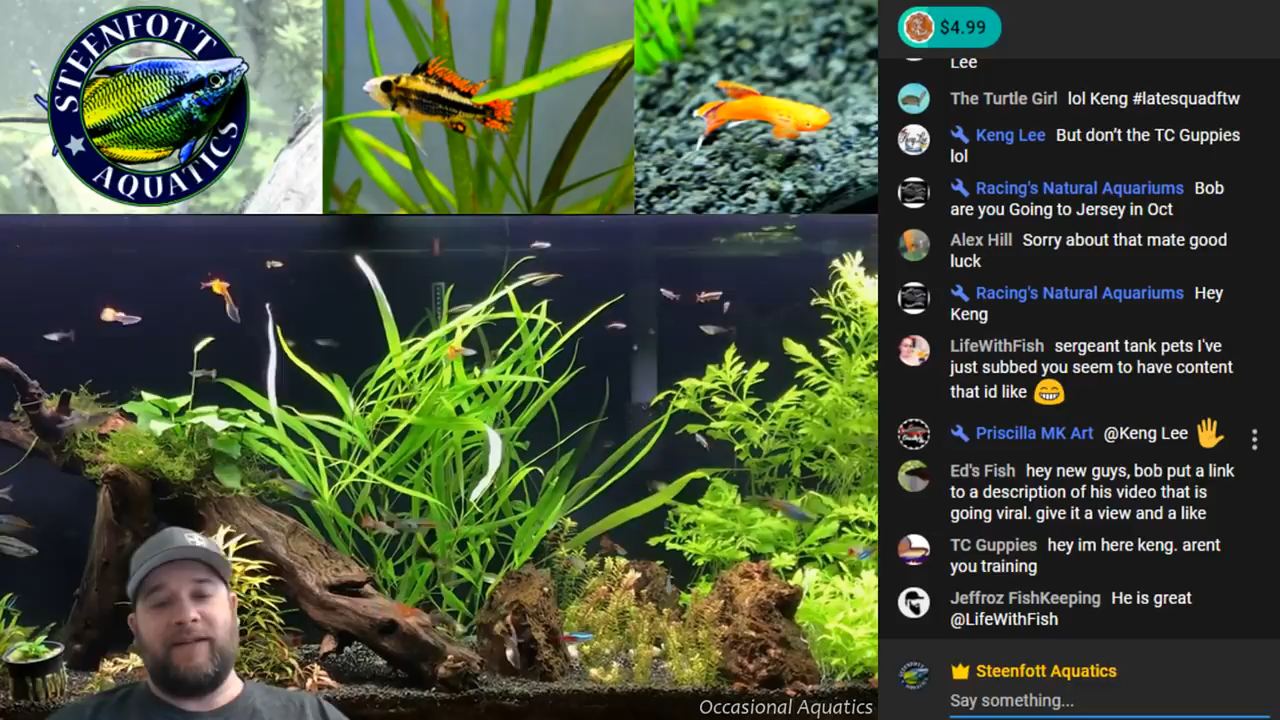 STEENFOTT
AQUATICS
$4.99
Lee
The Turtle Girl lol Keng #latesquadftw
Keng Lee But don't the TC Guppies
lol
Racing's Natural Aquariums Bob
are you Going to Jersey in Oct
Alex Hill Sorry about that mate good
luck
Racing's Natural Aquariums Hey
Keng
LifeWithFish sergeant tank pets I've
just subbed you seem to have content
that id like 😁
Priscilla MK Art @Keng Lee 🖐
Ed's Fish hey new guys, bob put a link
to a description of his video that is
going viral. give it a view and a like
TC Guppies hey im here keng. arent
you training
Jeffroz FishKeeping He is great
@LifeWithFish
Steenfott Aquatics
Say something...
Occasional Aquatics